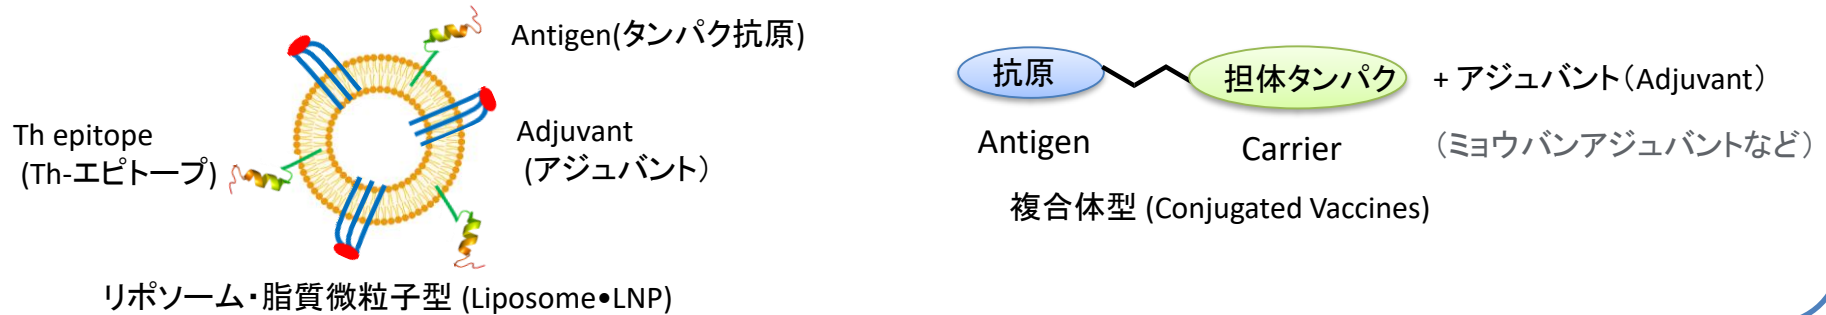 Antigen(タンパク抗原)
Th epitope
(Th-エピトープ)
Adjuvant
(アジュバント)
リポソーム・脂質微粒子型 (Liposome•LNP)
抗原
担体タンパク
+ アジュバント(Adjuvant)
Antigen
Carrier
(ミョウバンアジュバントなど)
複合体型 (Conjugated Vaccines)